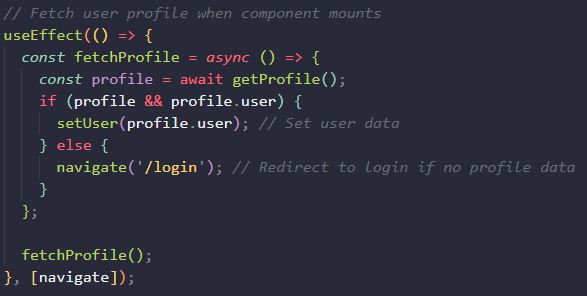 // Fetch user profile when component mounts
useEffect(() => {
  const fetchProfile = async () => {
    const profile = await getProfile();
    if (profile && profile.user) {
      setUser(profile.user); // Set user data
    } else {
      navigate('/login'); // Redirect to login if no profile data
    }
  };

  fetchProfile();
}, [navigate]);